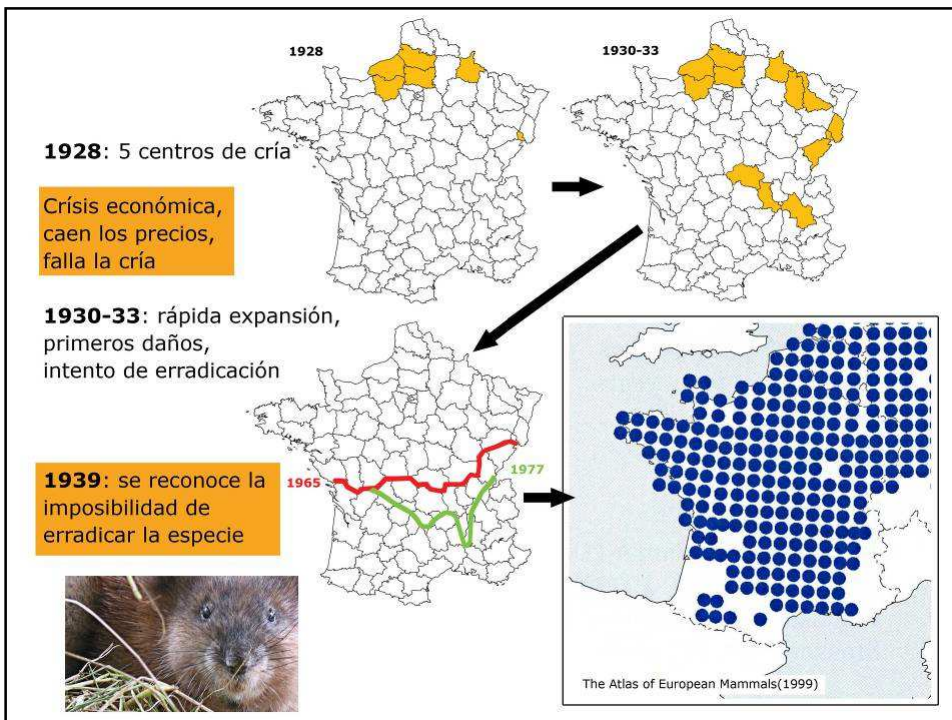 1928
1930-33
1928: 5 centros de cría
Crísis económica,
caen los precios,
falla la cría
1930-33: rápida expansión,
primeros daños,
intento de erradicación
1965
1977
1939: se reconoce la
imposibilidad de
erradicar la especie
The Atlas of European Mammals(1999)